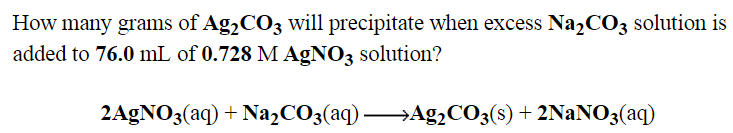 How many grams of Ag₂CO₃ will precipitate when excess Na₂CO₃ solution is
added to 76.0 mL of 0.728 M AgNO₃ solution?
2AgNO₃(aq) + Na₂CO₃(aq) ⟶Ag₂CO₃(s) + 2NaNO₃(aq)